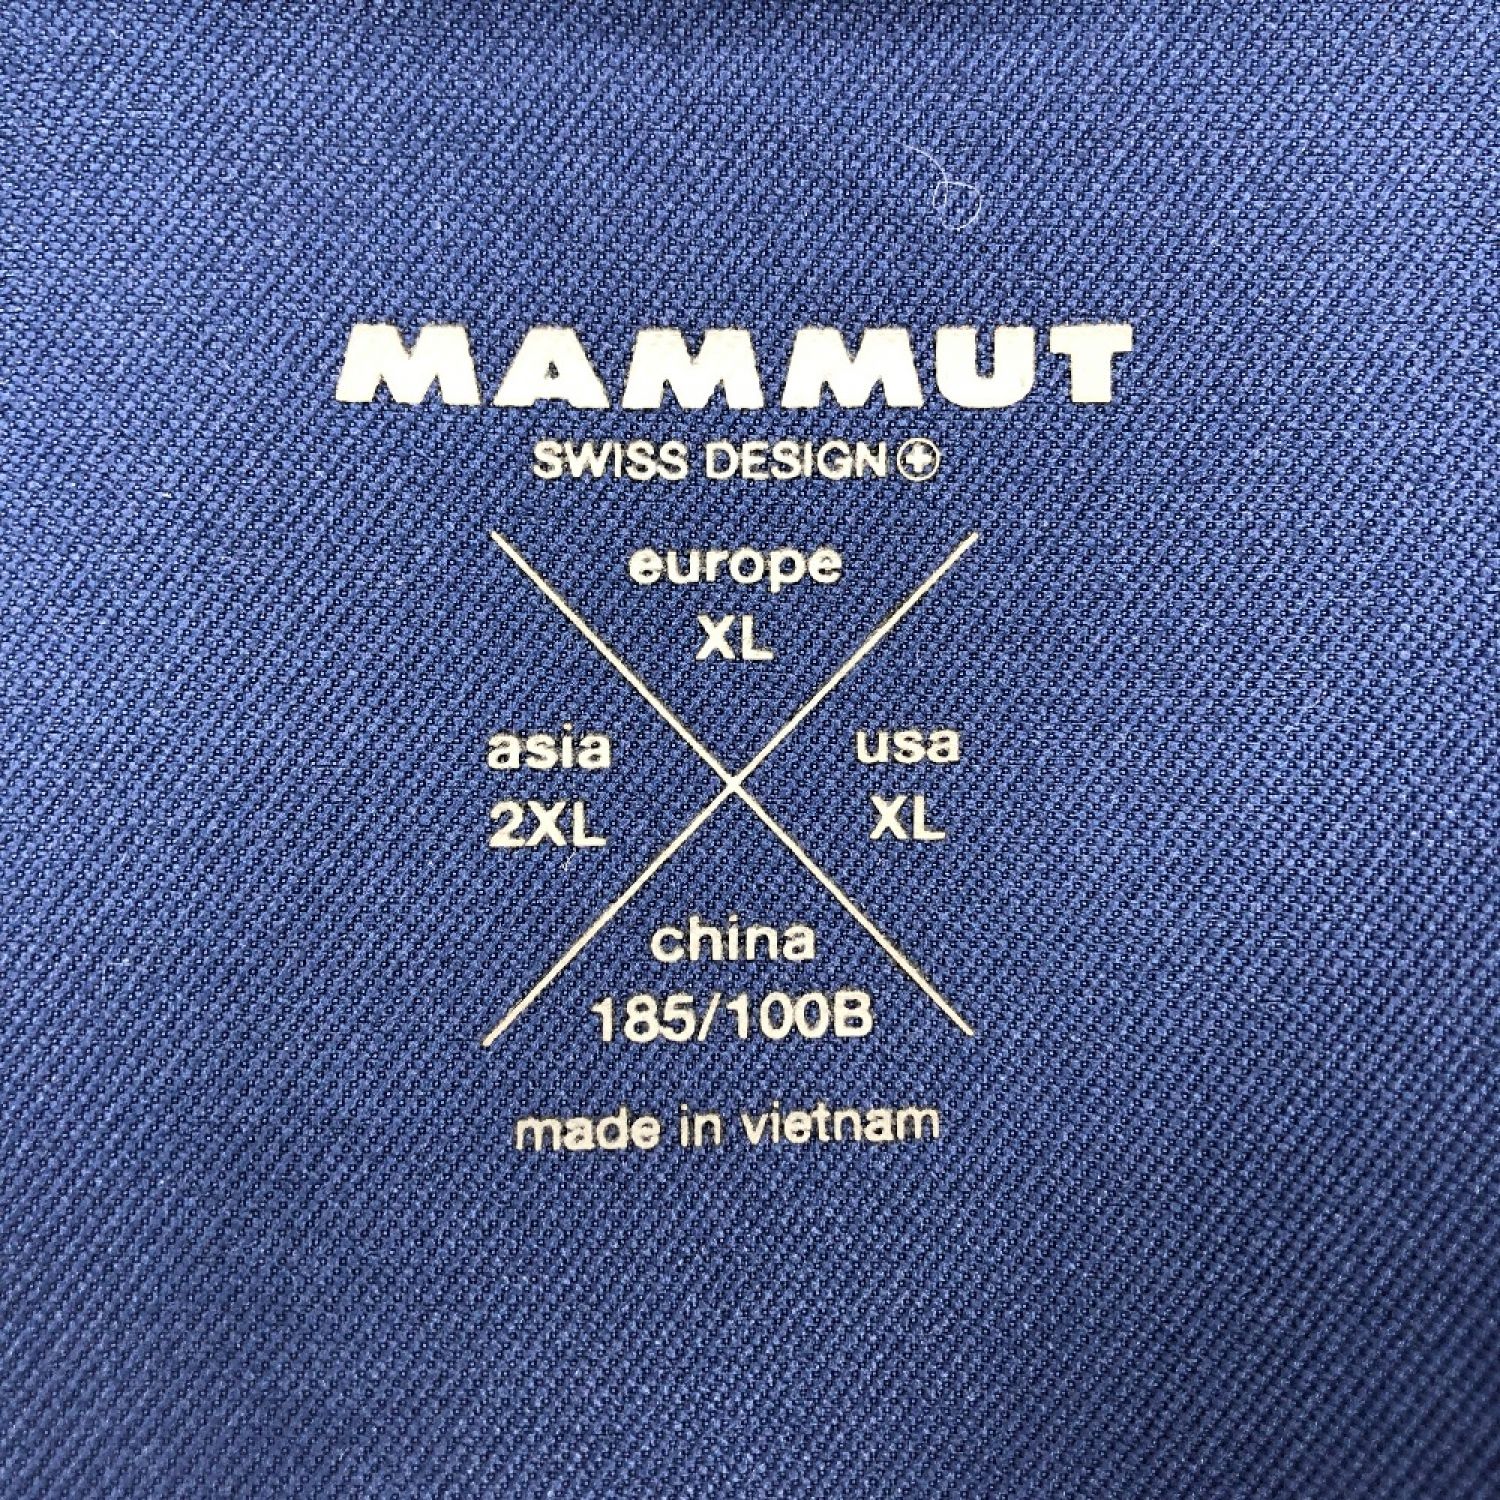 MAMMUT
SWISS DESIGN
europe
XL
asia
2XL
usa
XL
china
185/100B
made in vietnam